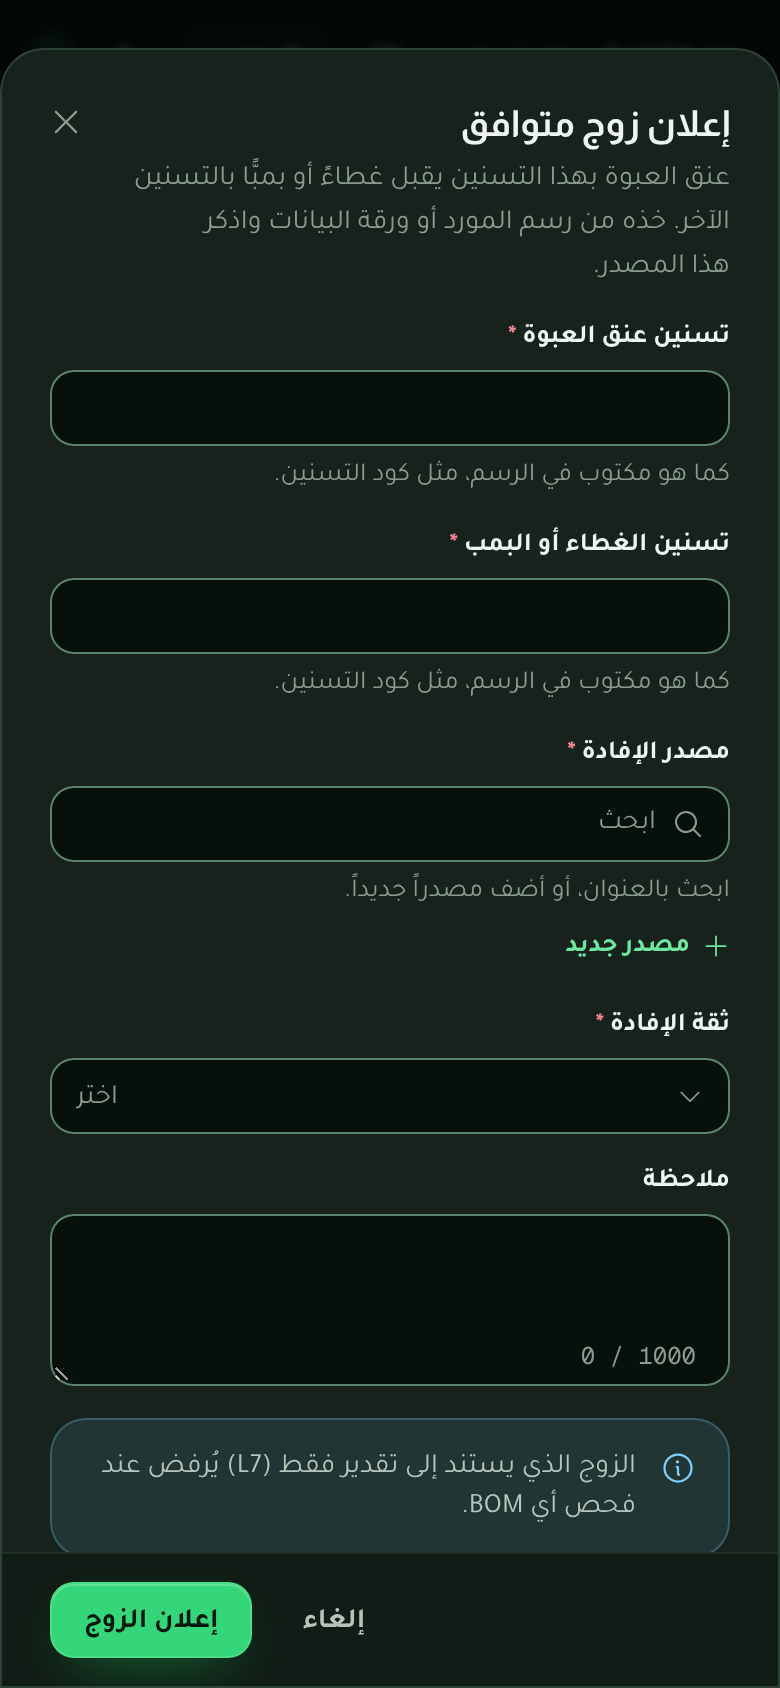 إعلان زوج متوافق
عنق العبوة بهذا التسنين يقبل غطاءً أو بمبًّا بالتسنين
الآخر. خذه من رسم المورد أو ورقة البيانات واذكر
هذا المصدر.
تسنين عنق العبوة *
كما هو مكتوب في الرسم، مثل كود التسنين.
تسنين الغطاء أو البمب *
كما هو مكتوب في الرسم، مثل كود التسنين.
مصدر الإفادة *
ابحث
ابحث بالعنوان، أو أضف مصدراً جديداً.
مصدر جديد
ثقة الإفادة *
اختر
ملاحظة
0 / 1000
الزوج الذي يستند إلى تقدير فقط (L7) يُرفض عند
فحص أي BOM.
إلغاء
إعلان الزوج